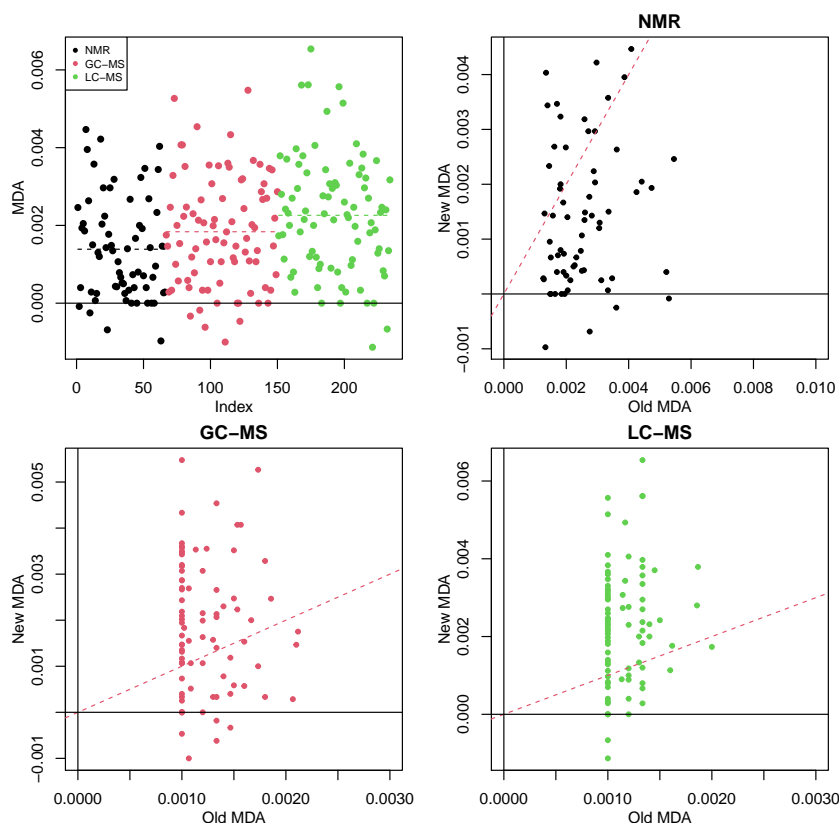 NMR
GC−MS
LC−MS
MDA
0.000 0.002 0.004 0.006
0 50 100 150 200
Index
NMR
New MDA
−0.001 0.001 0.002 0.003 0.004
0.000 0.002 0.004 0.006 0.008 0.010
Old MDA
GC−MS
New MDA
−0.001 0.001 0.003 0.005
0.0000 0.0010 0.0020 0.0030
Old MDA
LC−MS
New MDA
0.000 0.002 0.004 0.006
0.0000 0.0010 0.0020 0.0030
Old MDA